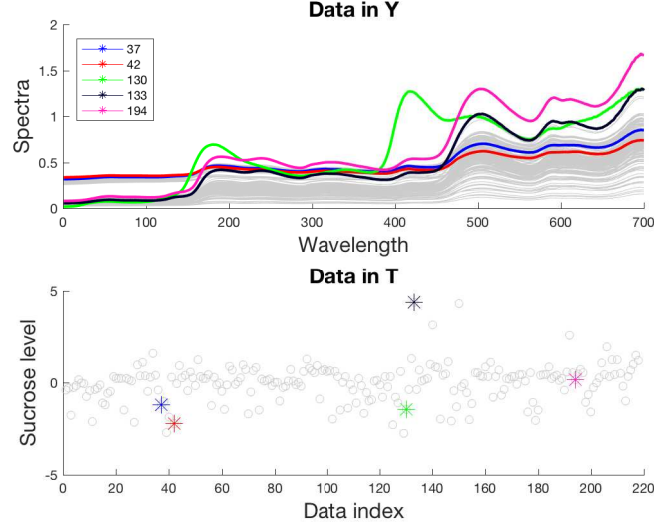 Data in Y
2
1.5
1
0.5
0
Spectra
37
42
130
133
194
0 100 200 300 400 500 600 700
Wavelength
Data in T
5
0
-5
Sucrose level
0 20 40 60 80 100 120 140 160 180 200 220
Data index